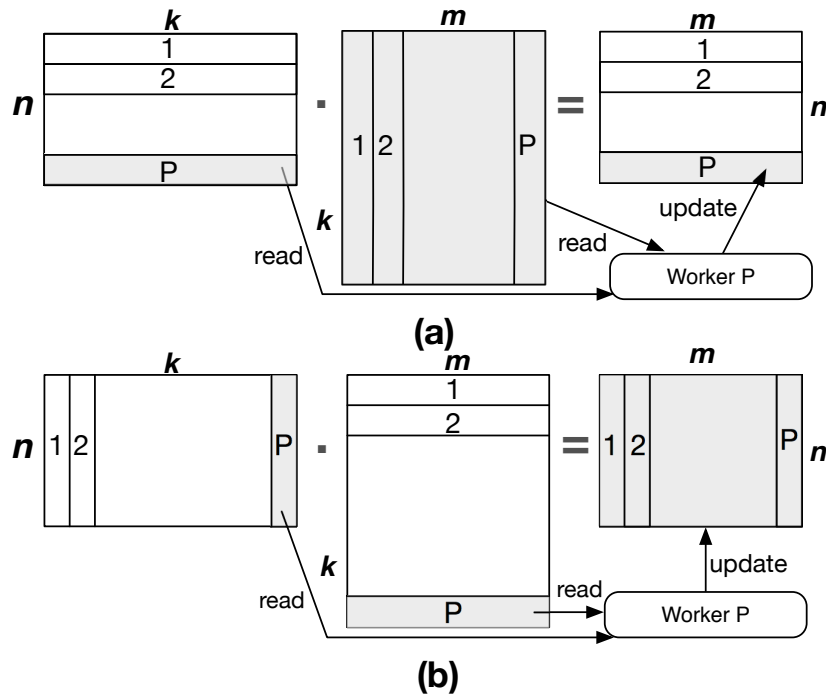 k m m
1 1
2 2
n · = n
1 2 P
P P
k
read read update
Worker P
(a)
k m m
1
2
n 1 2 P · = 1 2 P n
k
read P read update
Worker P
(b)